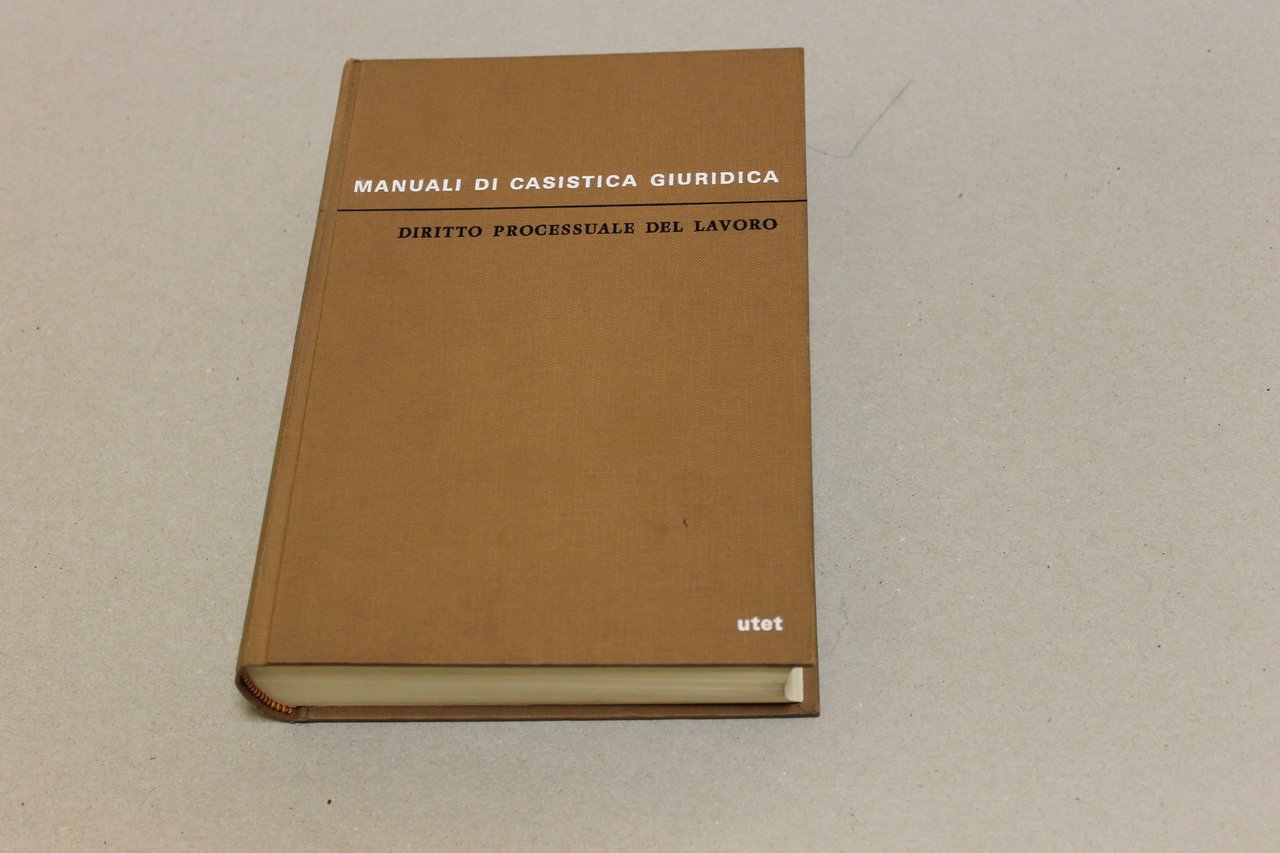 MANUALI DI CASISTICA GIURIDICA
DIRITTO PROCESSUALE DEL LAVORO
utet